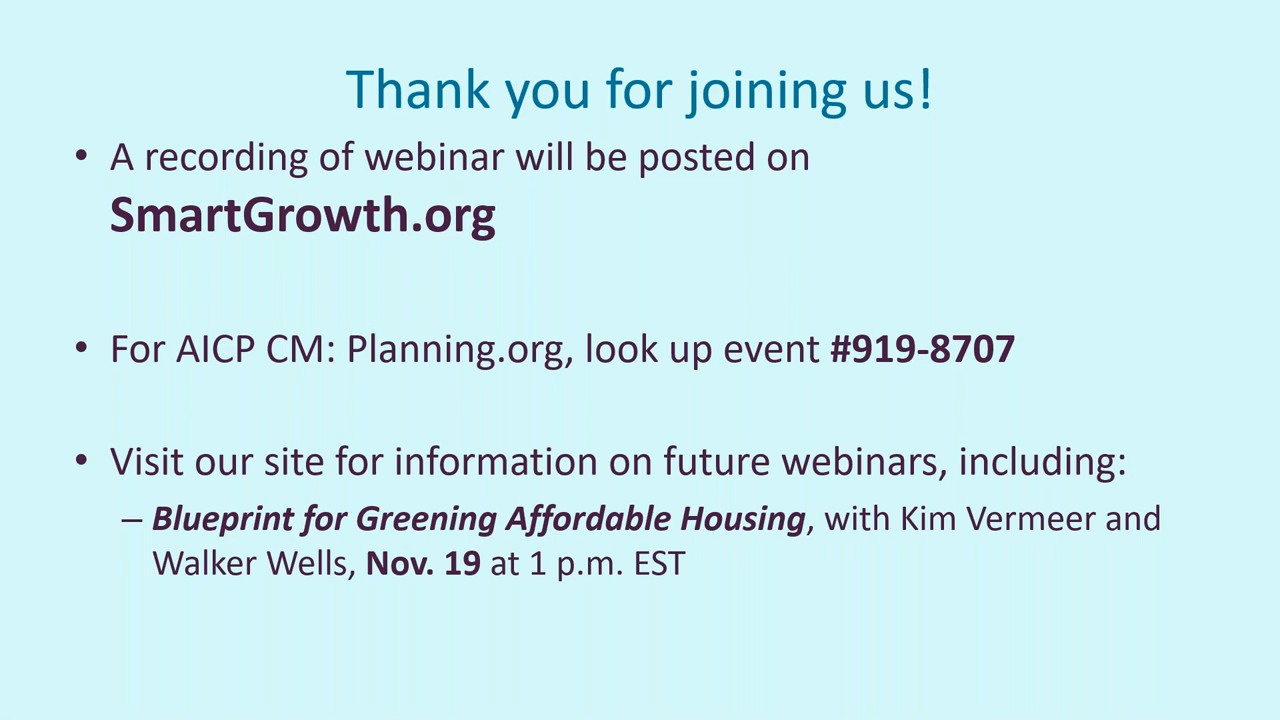 Thank you for joining us!
• A recording of webinar will be posted on
SmartGrowth.org
• For AICP CM: Planning.org, look up event #919-8707
• Visit our site for information on future webinars, including:
– Blueprint for Greening Affordable Housing, with Kim Vermeer and
Walker Wells, Nov. 19 at 1 p.m. EST